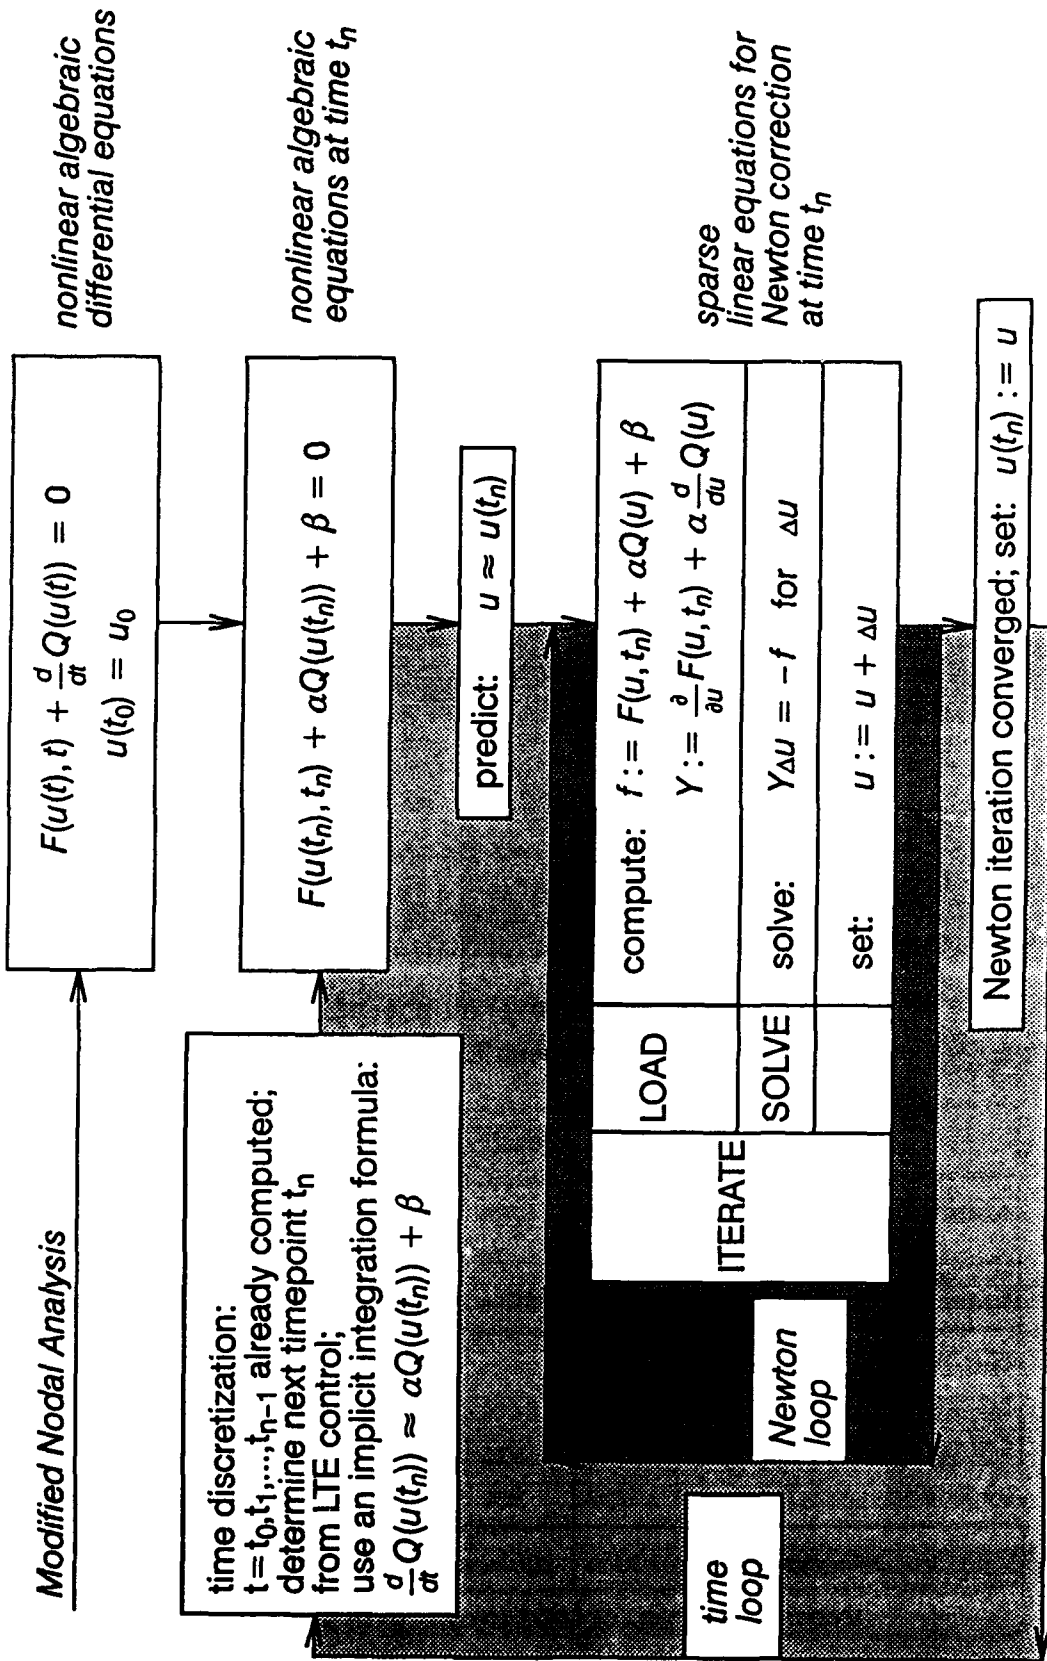 Modified Nodal Analysis
F(u(t), t) + d/dt Q(u(t)) = 0
u(t₀) = u₀
nonlinear algebraic
differential equations
time discretization:
t=t₀,t₁,...,tₙ₋₁ already computed;
determine next timepoint tₙ
from LTE control;
use an implicit integration formula:
d/dt Q(u(tₙ)) ≈ αQ(u(tₙ)) + β
F(u(tₙ), tₙ) + αQ(u(tₙ)) + β = 0
nonlinear algebraic
equations at time tₙ
predict: u ≈ u(tₙ)
time
loop
Newton
loop
ITERATE
LOAD
compute: f := F(u, tₙ) + αQ(u) + β
Y := ∂/∂u F(u, tₙ) + α d/du Q(u)
SOLVE
solve: YΔu = −f for Δu
set: u := u + Δu
sparse
linear equations for
Newton correction
at time tₙ
Newton iteration converged; set: u(tₙ) := u